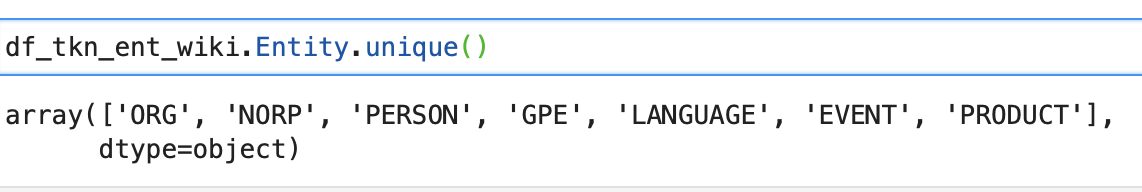 df_tkn_ent_wiki.Entity.unique()
array(['ORG', 'NORP', 'PERSON', 'GPE', 'LANGUAGE', 'EVENT', 'PRODUCT'],
      dtype=object)